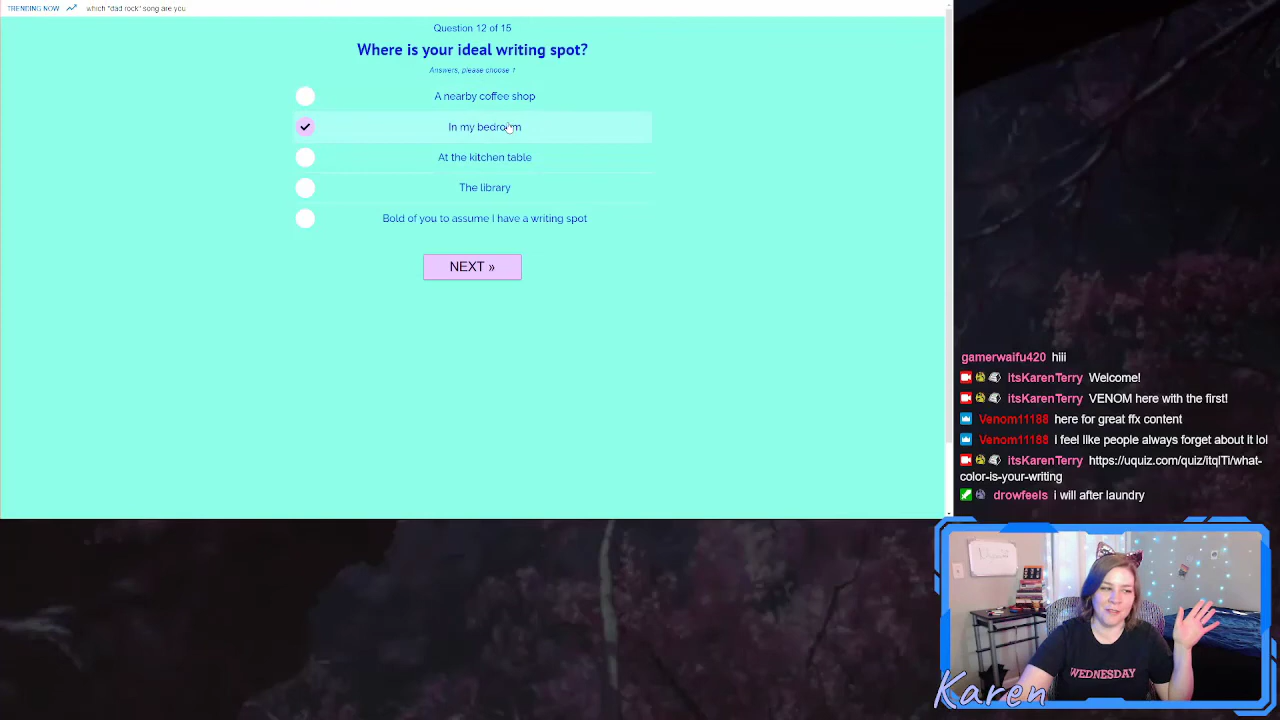 TRENDING NOW which "dad rock" song are you
Question 12 of 15
Where is your ideal writing spot?
Answers, please choose 1
A nearby coffee shop
In my bedroom
At the kitchen table
The library
Bold of you to assume I have a writing spot
NEXT »
gamerwaifu420 hiii
itsKarenTerry Welcome!
itsKarenTerry VENOM here with the first!
Venom11188 here for great ffx content
Venom11188 i feel like people always forget about it lol
itsKarenTerry https://uquiz.com/quiz/itqlTi/what-
color-is-your-writing
drowfeels i will after laundry
WEDNESDAY
Karen